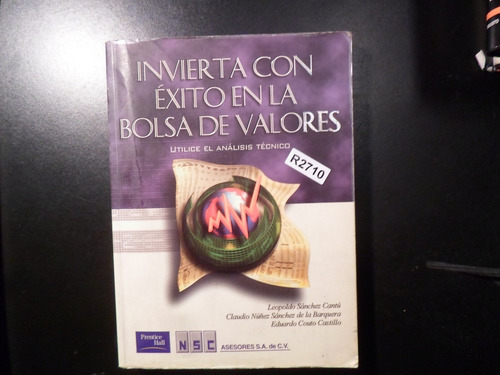 INVIERTA CON
ÉXITO EN LA
BOLSA DE VALORES
UTILICE EL ANÁLISIS TÉCNICO
R2710
Leopoldo Sánchez Cantú
Claudio Núñez Sánchez de la Barquera
Eduardo Couto Castillo
Prentice
Hall
NSC ASESORES S.A. de C.V.